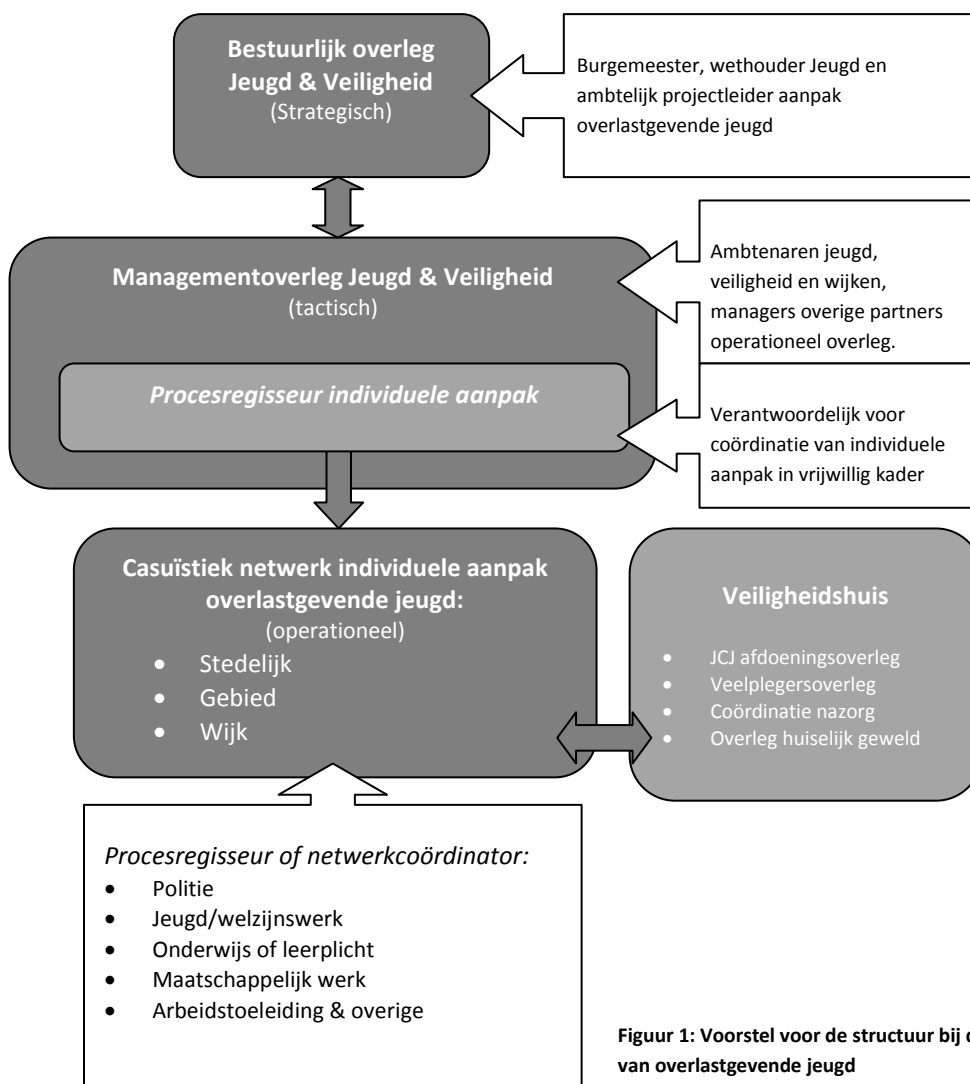 Bestuurlijk overleg
Jeugd & Veiligheid
(Strategisch)
Burgemeester, wethouder Jeugd en
ambtelijk projectleider aanpak
overlastgevende jeugd
Managementoverleg Jeugd & Veiligheid
(tactisch)
Ambtenaren jeugd,
veiligheid en wijken,
managers overige partners
operationeel overleg.
Procesregisseur individuele aanpak
Verantwoordelijk voor
coördinatie van individuele
aanpak in vrijwillig kader
Casuïstiek netwerk individuele aanpak
overlastgevende jeugd:
(operationeel)
• Stedelijk
• Gebied
• Wijk
Veiligheidshuis
• JCJ afdoeningsoverleg
• Veelplegersoverleg
• Coördinatie nazorg
• Overleg huiselijk geweld
Procesregisseur of netwerkcoördinator:
• Politie
• Jeugd/welzijnswerk
• Onderwijs of leerplicht
• Maatschappelijk werk
• Arbeidstoeleiding & overige
Figuur 1: Voorstel voor de structuur bij
van overlastgevende jeugd